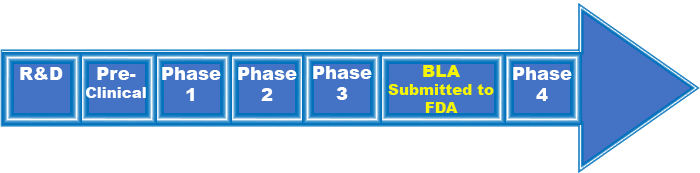 R&D
Pre-
Clinical
Phase
1
Phase
2
Phase
3
BLA
Submitted to
FDA
Phase
4